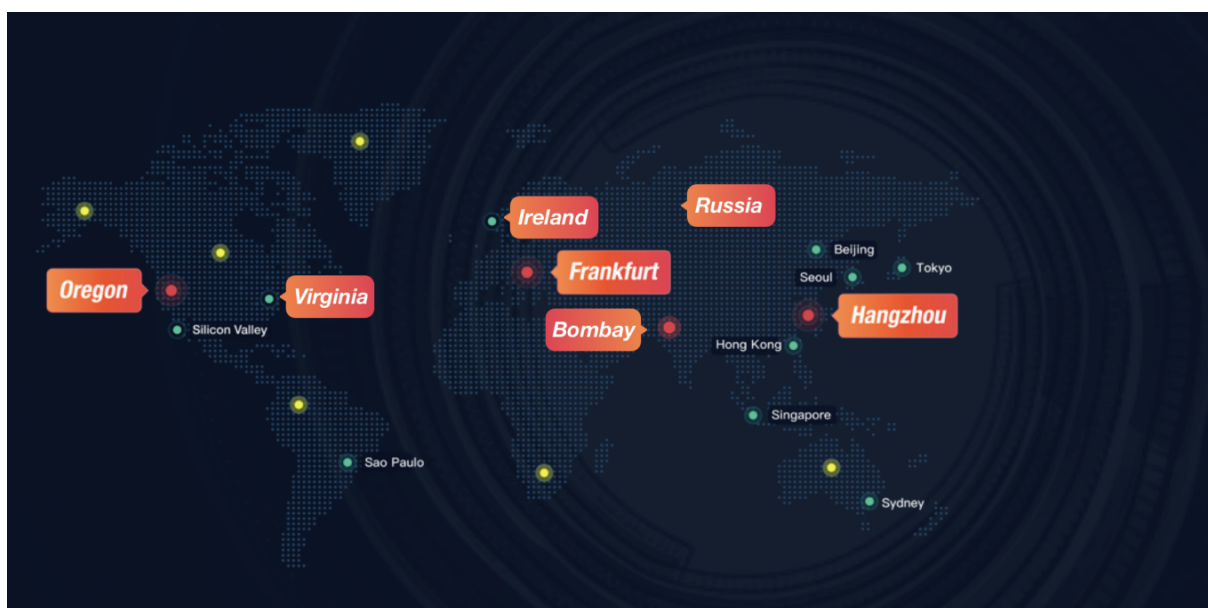 Russia
Ireland
Beijing
Tokyo
Frankfurt
Seoul
Oregon
Virginia
Hangzhou
Silicon Valley
Bombay
Hong Kong
Singapore
Sao Paulo
Sydney